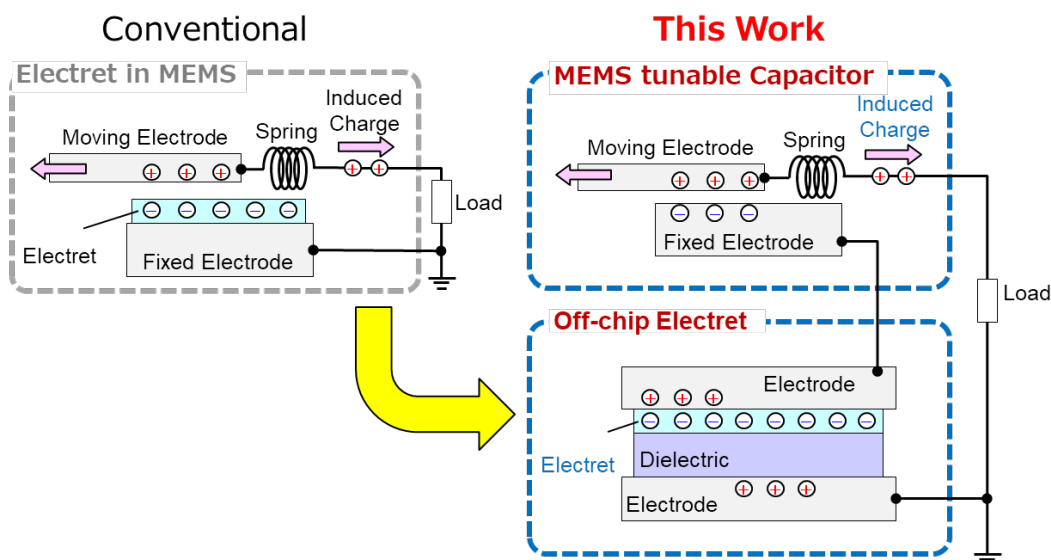 Conventional
Electret in MEMS
Moving Electrode
Spring
Induced
Charge
+ + +
+ +
− − − − −
Load
Electret
Fixed Electrode
This Work
MEMS tunable Capacitor
Induced
Charge
Moving Electrode
Spring
+ + +
+ +
− − −
Fixed Electrode
Load
Off-chip Electret
Electrode
+ + +
− − − − − − − −
Electret
Dielectric
+ + +
Electrode